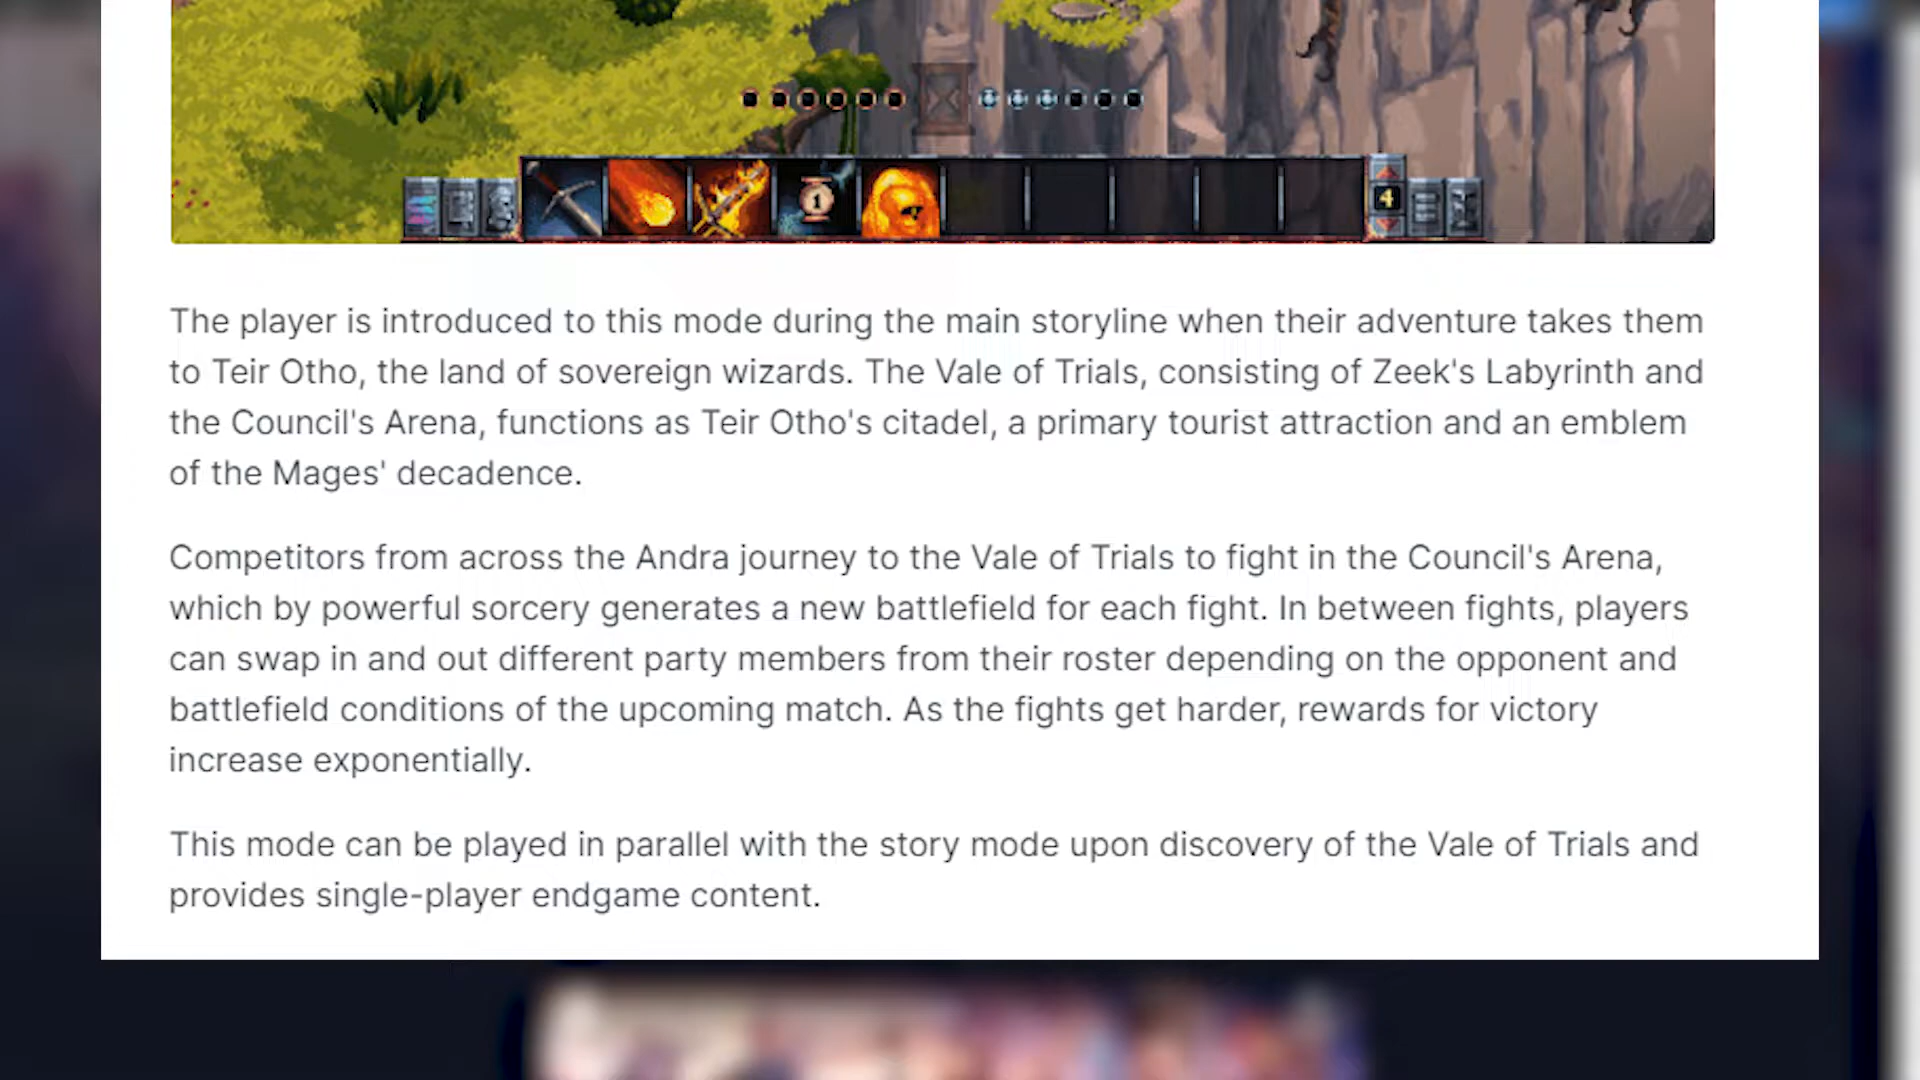 1
4
The player is introduced to this mode during the main storyline when their adventure takes them
to Teir Otho, the land of sovereign wizards. The Vale of Trials, consisting of Zeek's Labyrinth and
the Council's Arena, functions as Teir Otho's citadel, a primary tourist attraction and an emblem
of the Mages' decadence.
Competitors from across the Andra journey to the Vale of Trials to fight in the Council's Arena,
which by powerful sorcery generates a new battlefield for each fight. In between fights, players
can swap in and out different party members from their roster depending on the opponent and
battlefield conditions of the upcoming match. As the fights get harder, rewards for victory
increase exponentially.
This mode can be played in parallel with the story mode upon discovery of the Vale of Trials and
provides single-player endgame content.